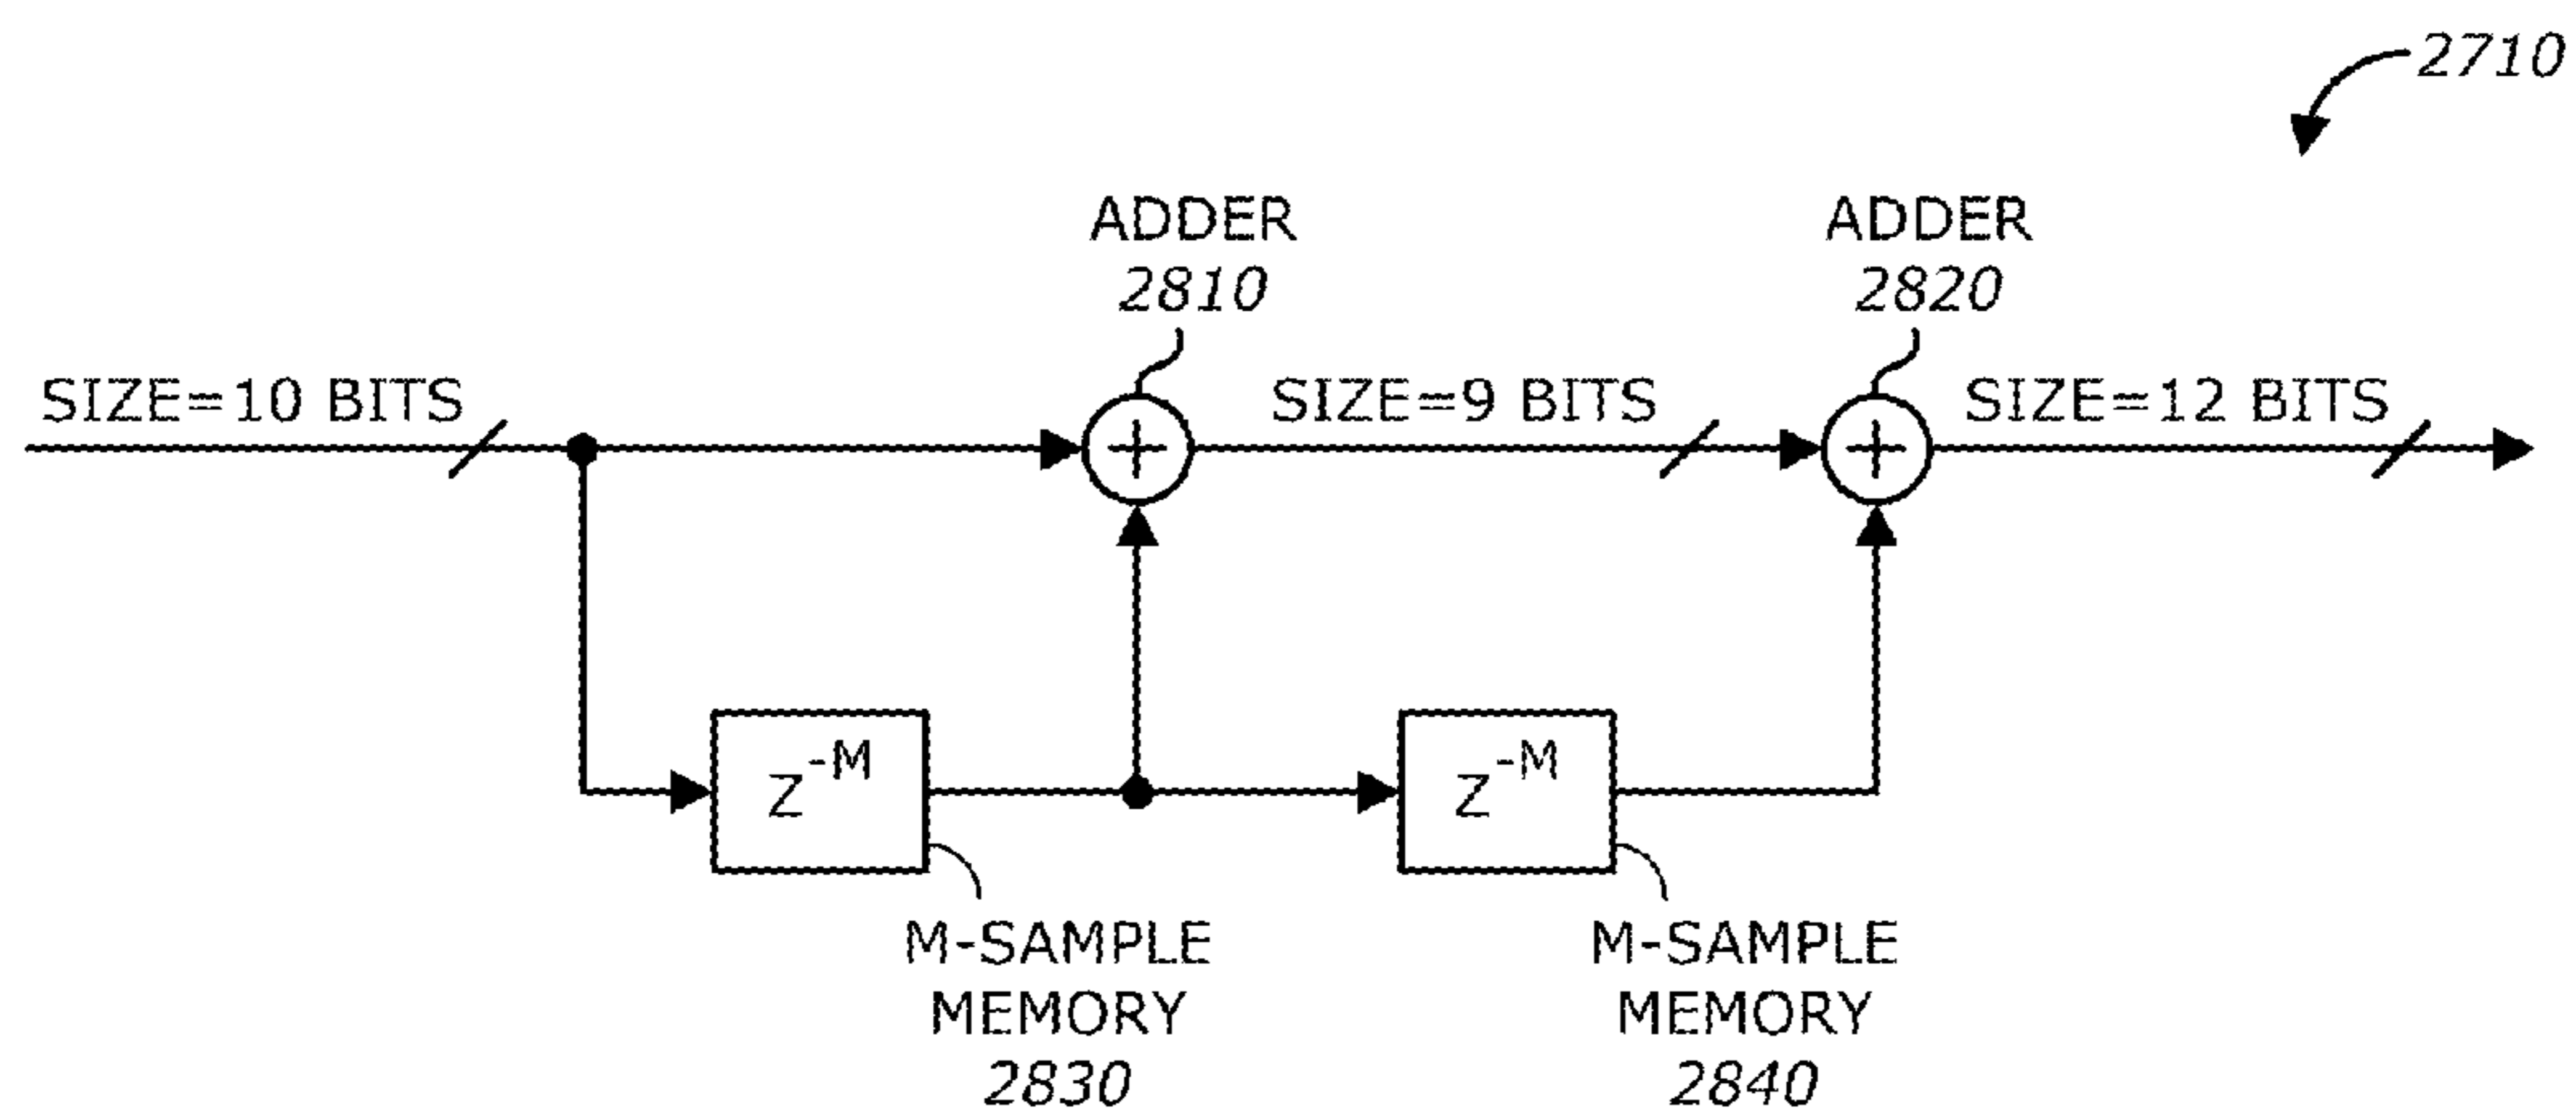 2710
ADDER
2810
ADDER
2820
SIZE=10 BITS
SIZE=9 BITS
SIZE=12 BITS
+
+
Z-M
Z-M
M-SAMPLE
MEMORY
2830
M-SAMPLE
MEMORY
2840